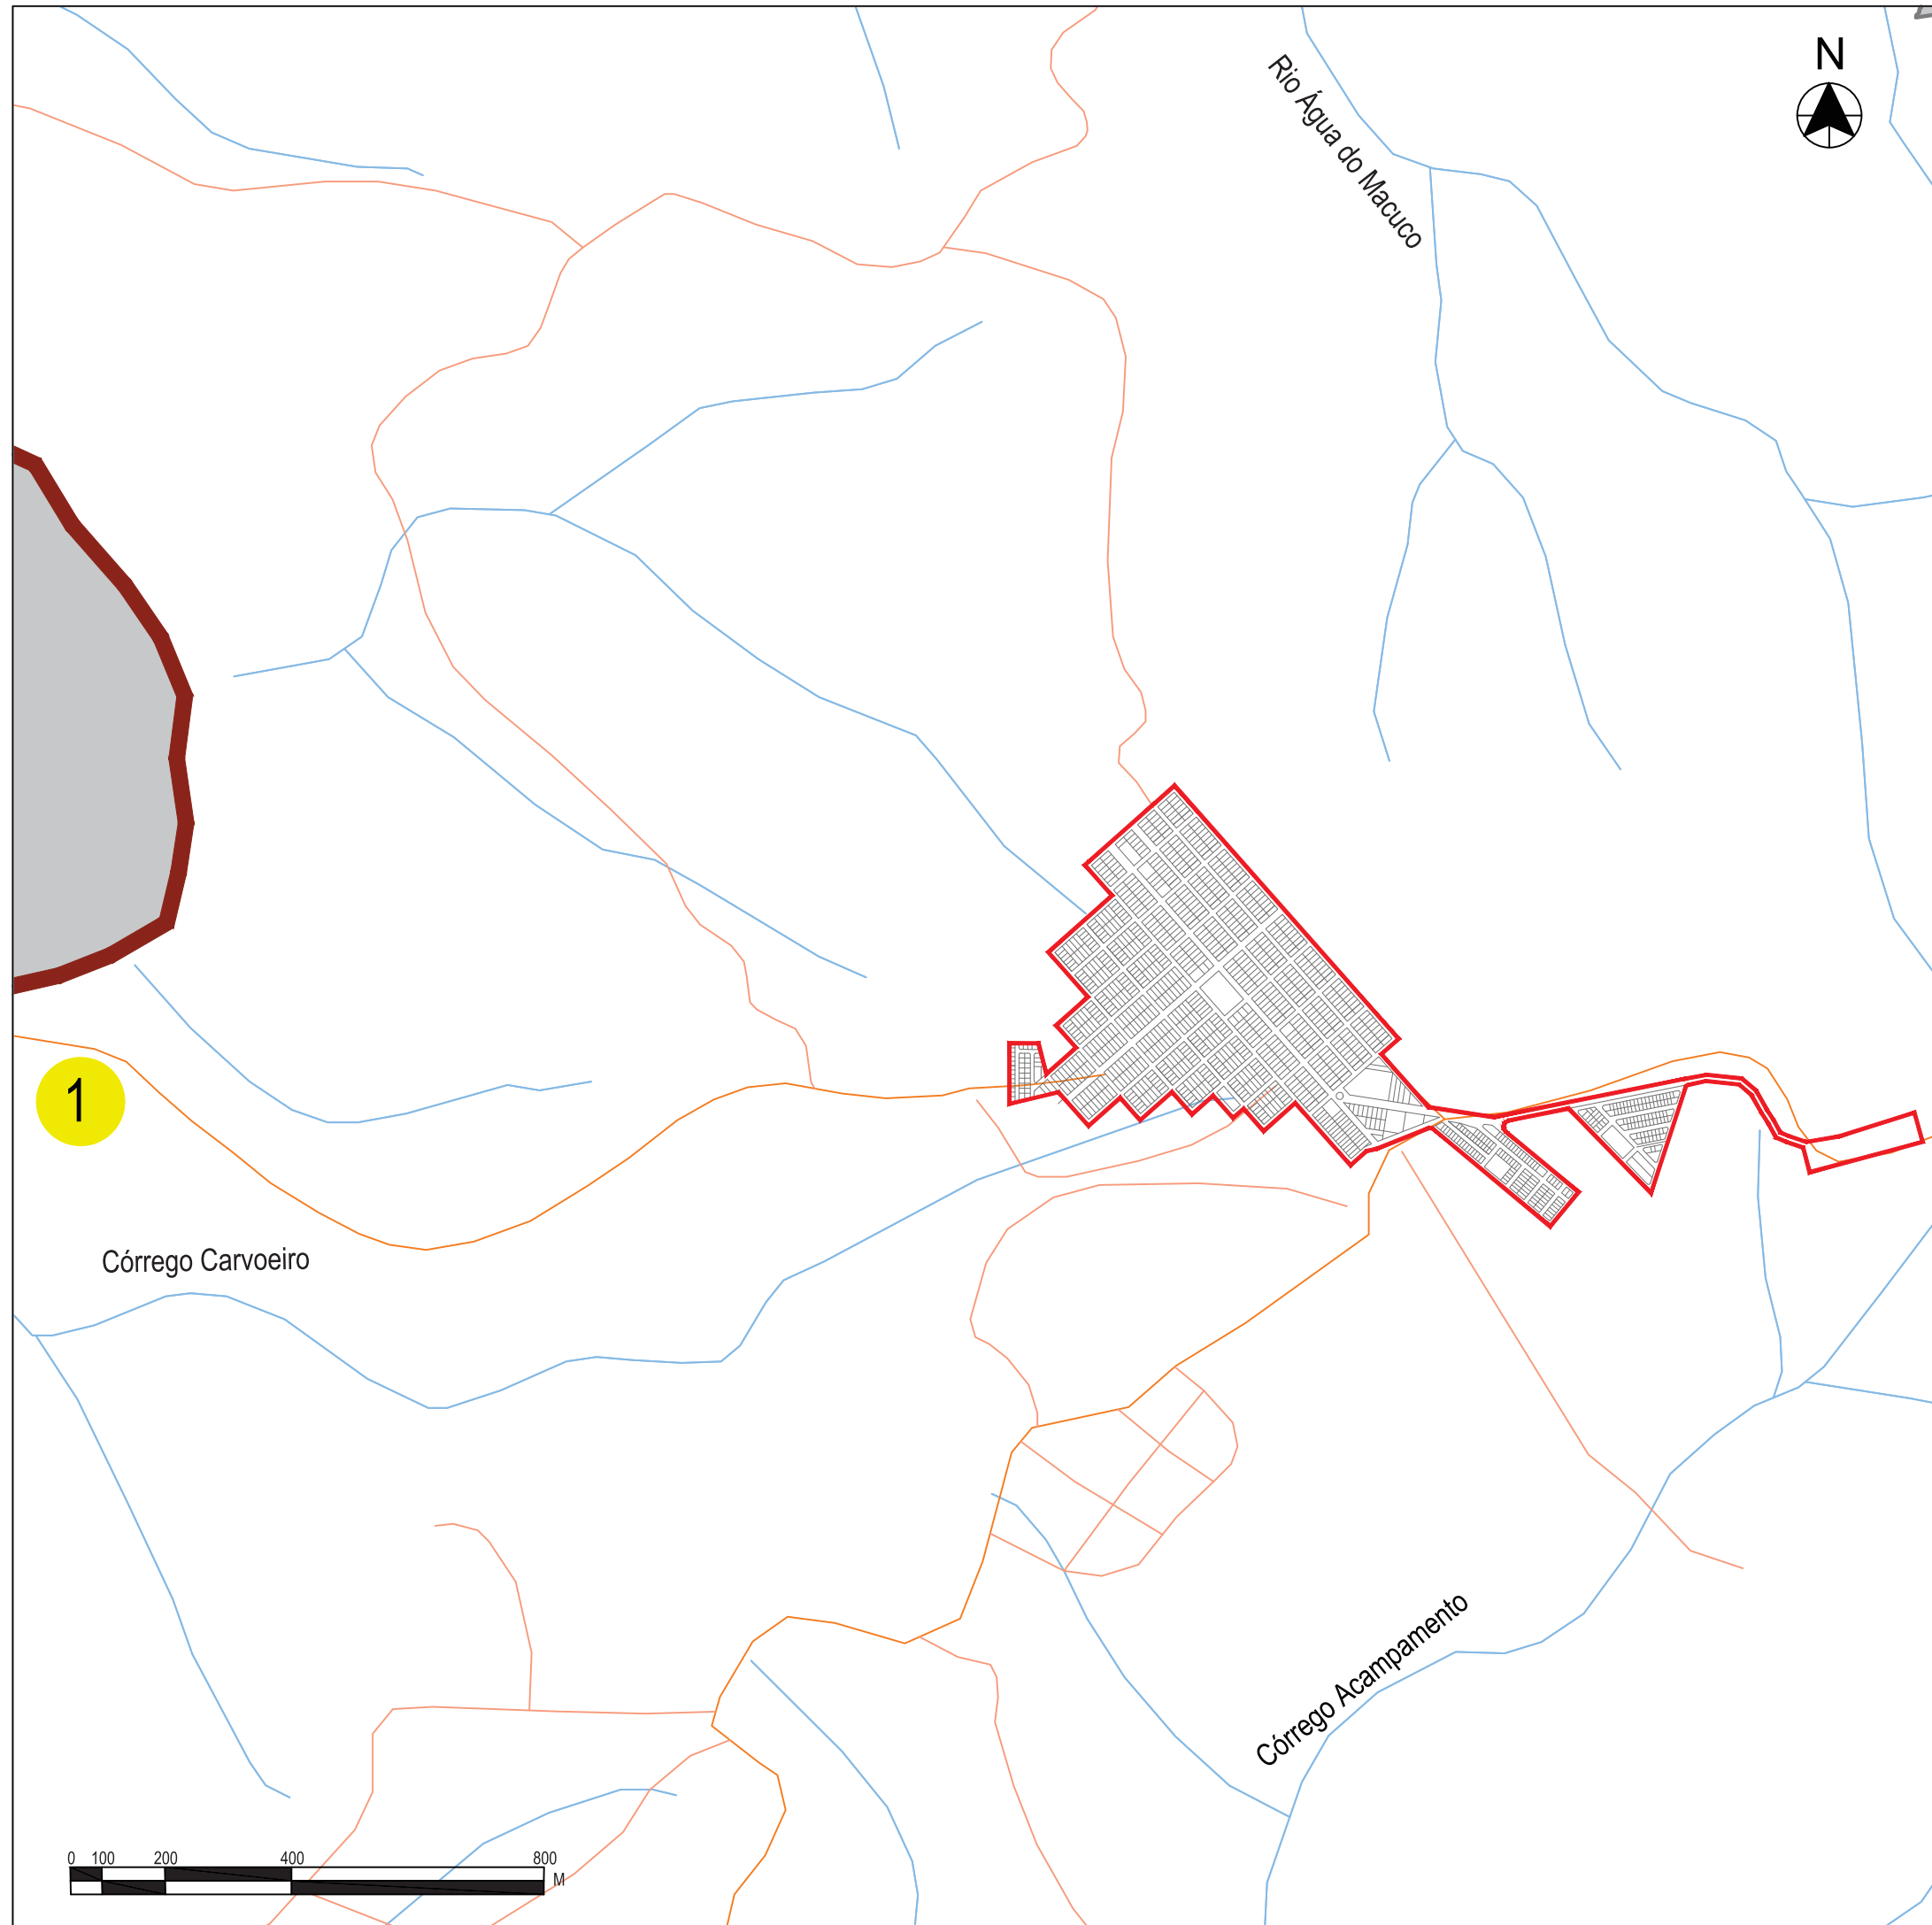 N
Rio Água do Macuco
1
Córrego Carvoeiro
Córrego Acampamento
0 100 200 400 800
M